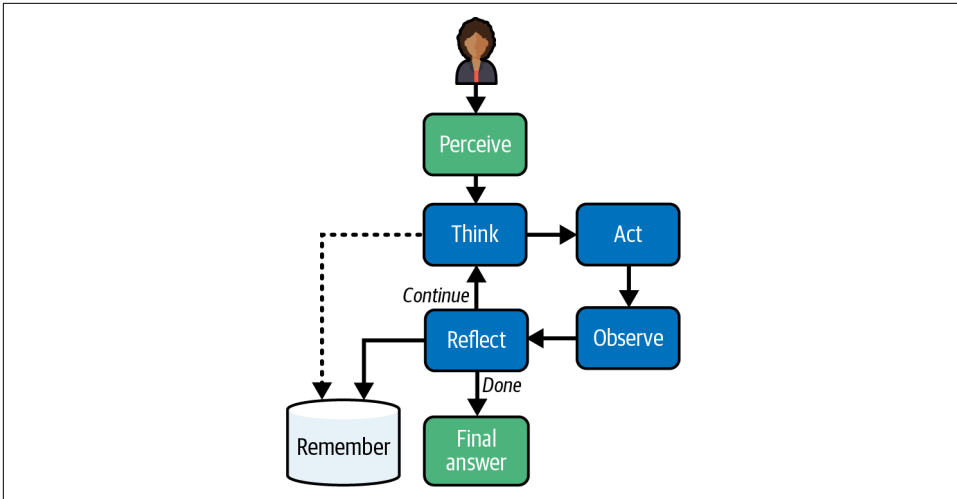 Perceive
Think
Act
Continue
Reflect
Observe
Done
Remember
Final
answer